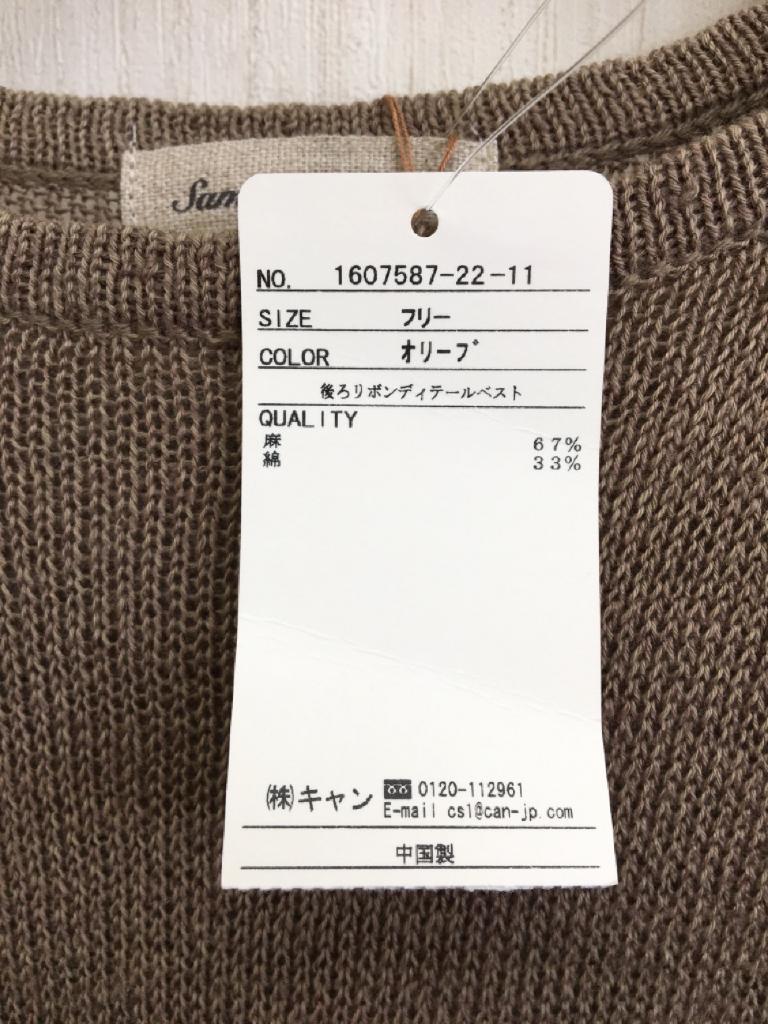 Sam
NO. 1607587-22-11
SIZE フリー
COLOR オリーブ
後ろリボンディテールベスト
QUALITY
麻 67%
綿 33%
㈱キャン 0120-112961
E-mail cs1@can-jp.com
中国製